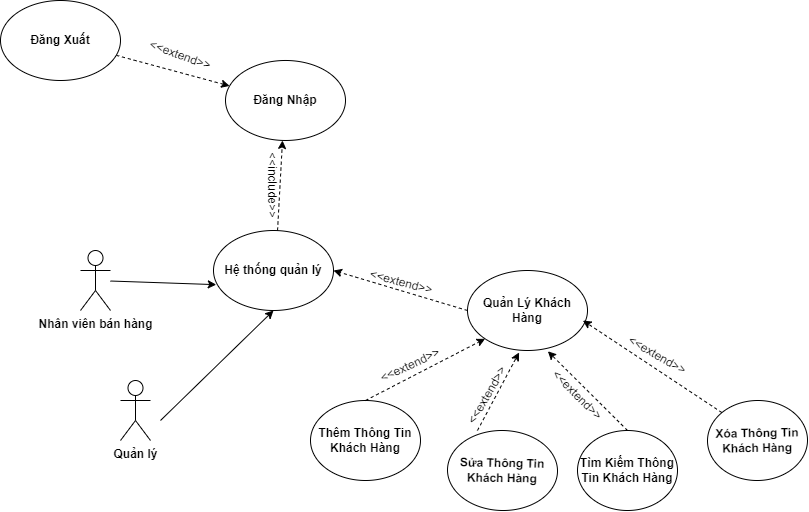 Đăng Xuất
<<extend>>
Đăng Nhập
<<include>>
Hệ thống quản lý
<<extend>>
Quản Lý Khách
Hàng
Nhân viên bán hàng
Quản lý
<<extend>>
<<extend>>
<<extend>>
<<extend>>
Thêm Thông Tin
Khách Hàng
Sửa Thông Tin
Khách Hàng
Tìm Kiếm Thông
Tin Khách Hàng
Xóa Thông Tin
Khách Hàng